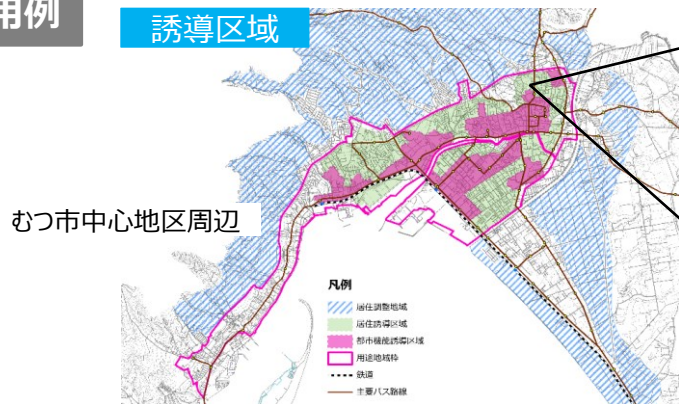 用例
誘導区域
むつ市中心地区周辺
凡例
居住調整地域
居住誘導区域
都市機能誘導区域
用途地域枠
鉄道
主要バス路線